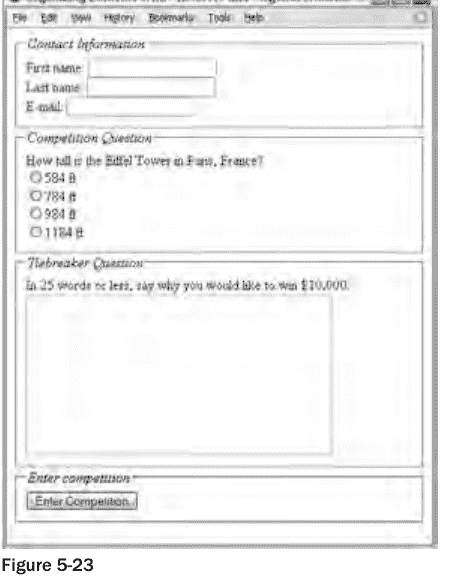 File Edit View History Bookmarks Tools Help
Contact Information
First name:
Last name:
E-mail:
Competition Question
How tall is the Eiffel Tower in Paris, France?
584 ft
784 ft
984 ft
1184 ft
Tiebreaker Question
In 25 words or less, say why you would like to win $10,000.
Enter competition
Enter Competition
Figure 5-23